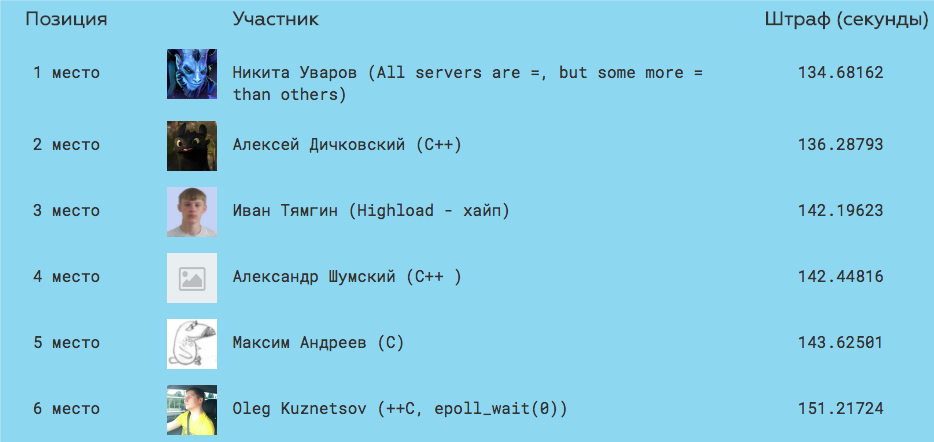 Позиция Участник Штраф (секунды)
1 место Никита Уваров (All servers are =, but some more = 134.68162
than others)
2 место Алексей Дичковский (C++) 136.28793
3 место Иван Тямгин (Highload - хайп) 142.19623
4 место Александр Шумский (C++ ) 142.44816
5 место Максим Андреев (C) 143.62501
6 место Oleg Kuznetsov (++C, epoll_wait(0)) 151.21724